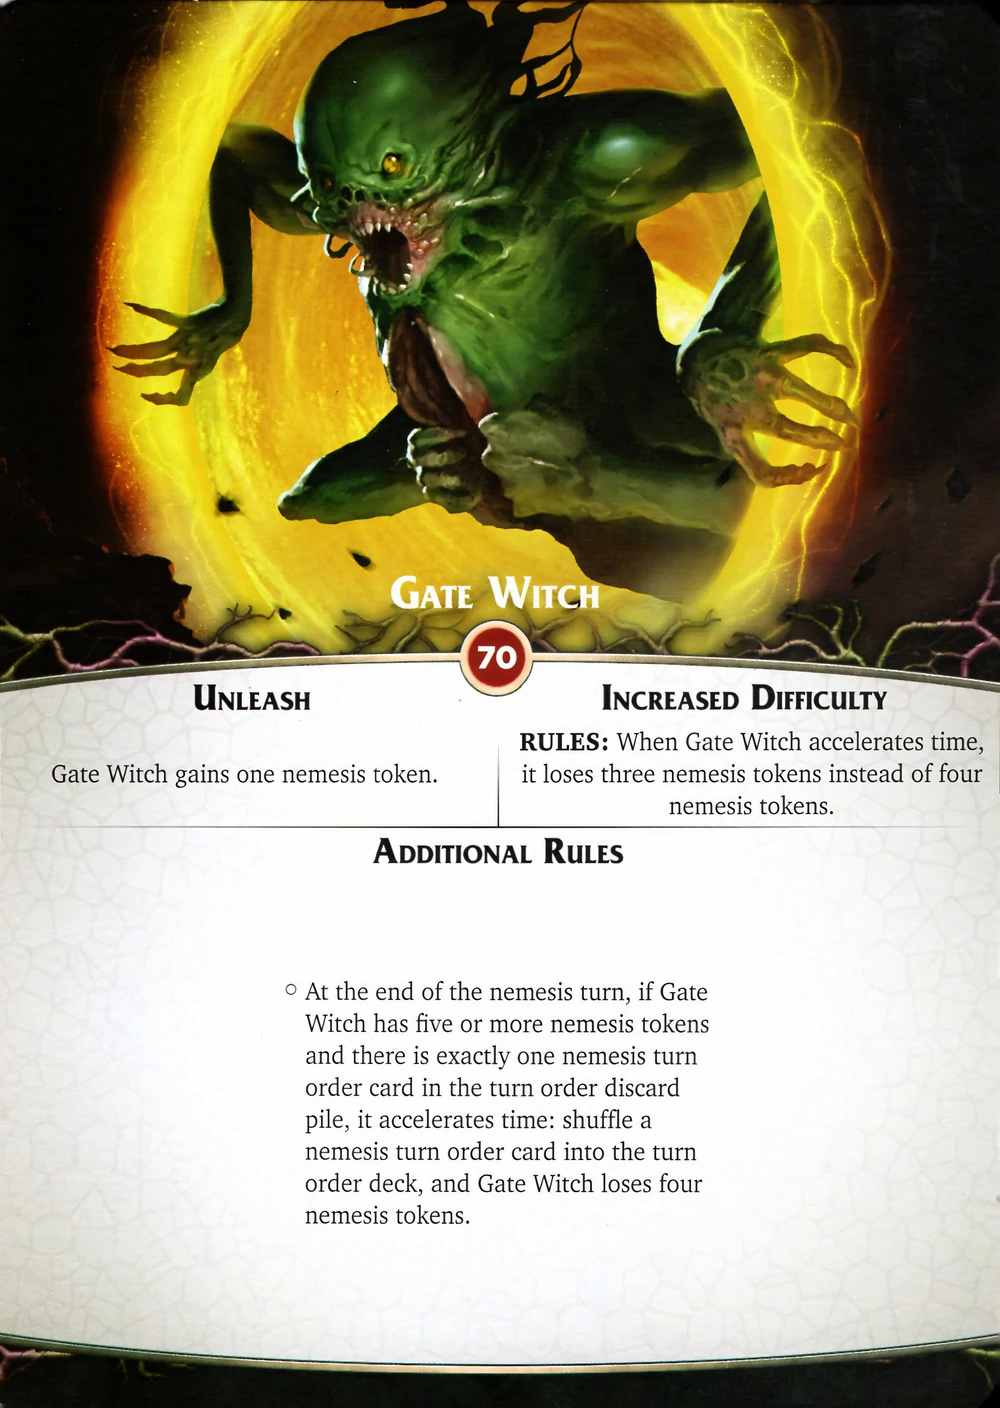 Gate Witch
70
Unleash
Gate Witch gains one nemesis token.
Increased Difficulty
RULES: When Gate Witch accelerates time,
it loses three nemesis tokens instead of four
nemesis tokens.
Additional Rules
○ At the end of the nemesis turn, if Gate
Witch has five or more nemesis tokens
and there is exactly one nemesis turn
order card in the turn order discard
pile, it accelerates time: shuffle a
nemesis turn order card into the turn
order deck, and Gate Witch loses four
nemesis tokens.